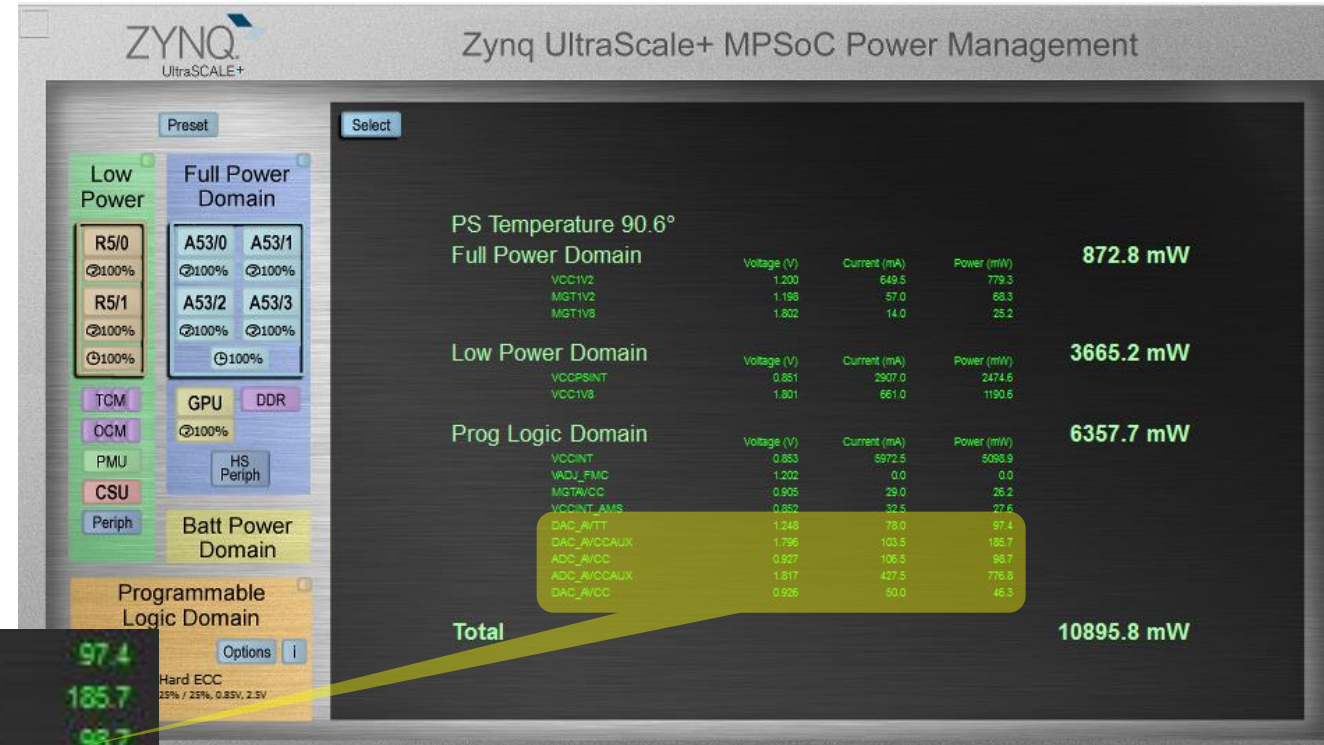 ZYNQ
UltraSCALE+
Zynq UltraScale+ MPSoC Power Management
Preset
Select
Low Power
Full Power Domain
R5/0
100%
R5/1
100%
100%
A53/0 A53/1
100% 100%
A53/2 A53/3
100% 100%
100%
TCM
OCM
PMU
CSU
Periph
GPU DDR
100%
HS Periph
Batt Power Domain
Programmable Logic Domain
Options i
Hard ECC
25% / 25%, 0.85V, 2.5V
PS Temperature 90.6°
Full Power Domain Voltage (V) Current (mA) Power (mW) 872.8 mW
VCC1V2 1.200 649.5 779.3
MGT1V2 1.198 57.0 68.3
MGT1V8 1.802 14.0 25.2
Low Power Domain Voltage (V) Current (mA) Power (mW) 3665.2 mW
VCCPSINT 0.851 2907.0 2474.6
VCC1V8 1.801 661.0 1190.6
Prog Logic Domain Voltage (V) Current (mA) Power (mW) 6357.7 mW
VCCINT 0.853 5972.5 5098.9
VADJ_FMC 1.202 0.0 0.0
MGTAVCC 0.905 29.0 26.2
VCCINT_AMS 0.852 32.5 27.6
DAC_AVTT 1.248 78.0 97.4
DAC_AVCCAUX 1.796 103.5 185.7
ADC_AVCC 0.927 106.5 98.7
ADC_AVCCAUX 1.817 427.5 776.8
DAC_AVCC 0.926 50.0 46.3
Total 10895.8 mW
97.4
185.7
98.7